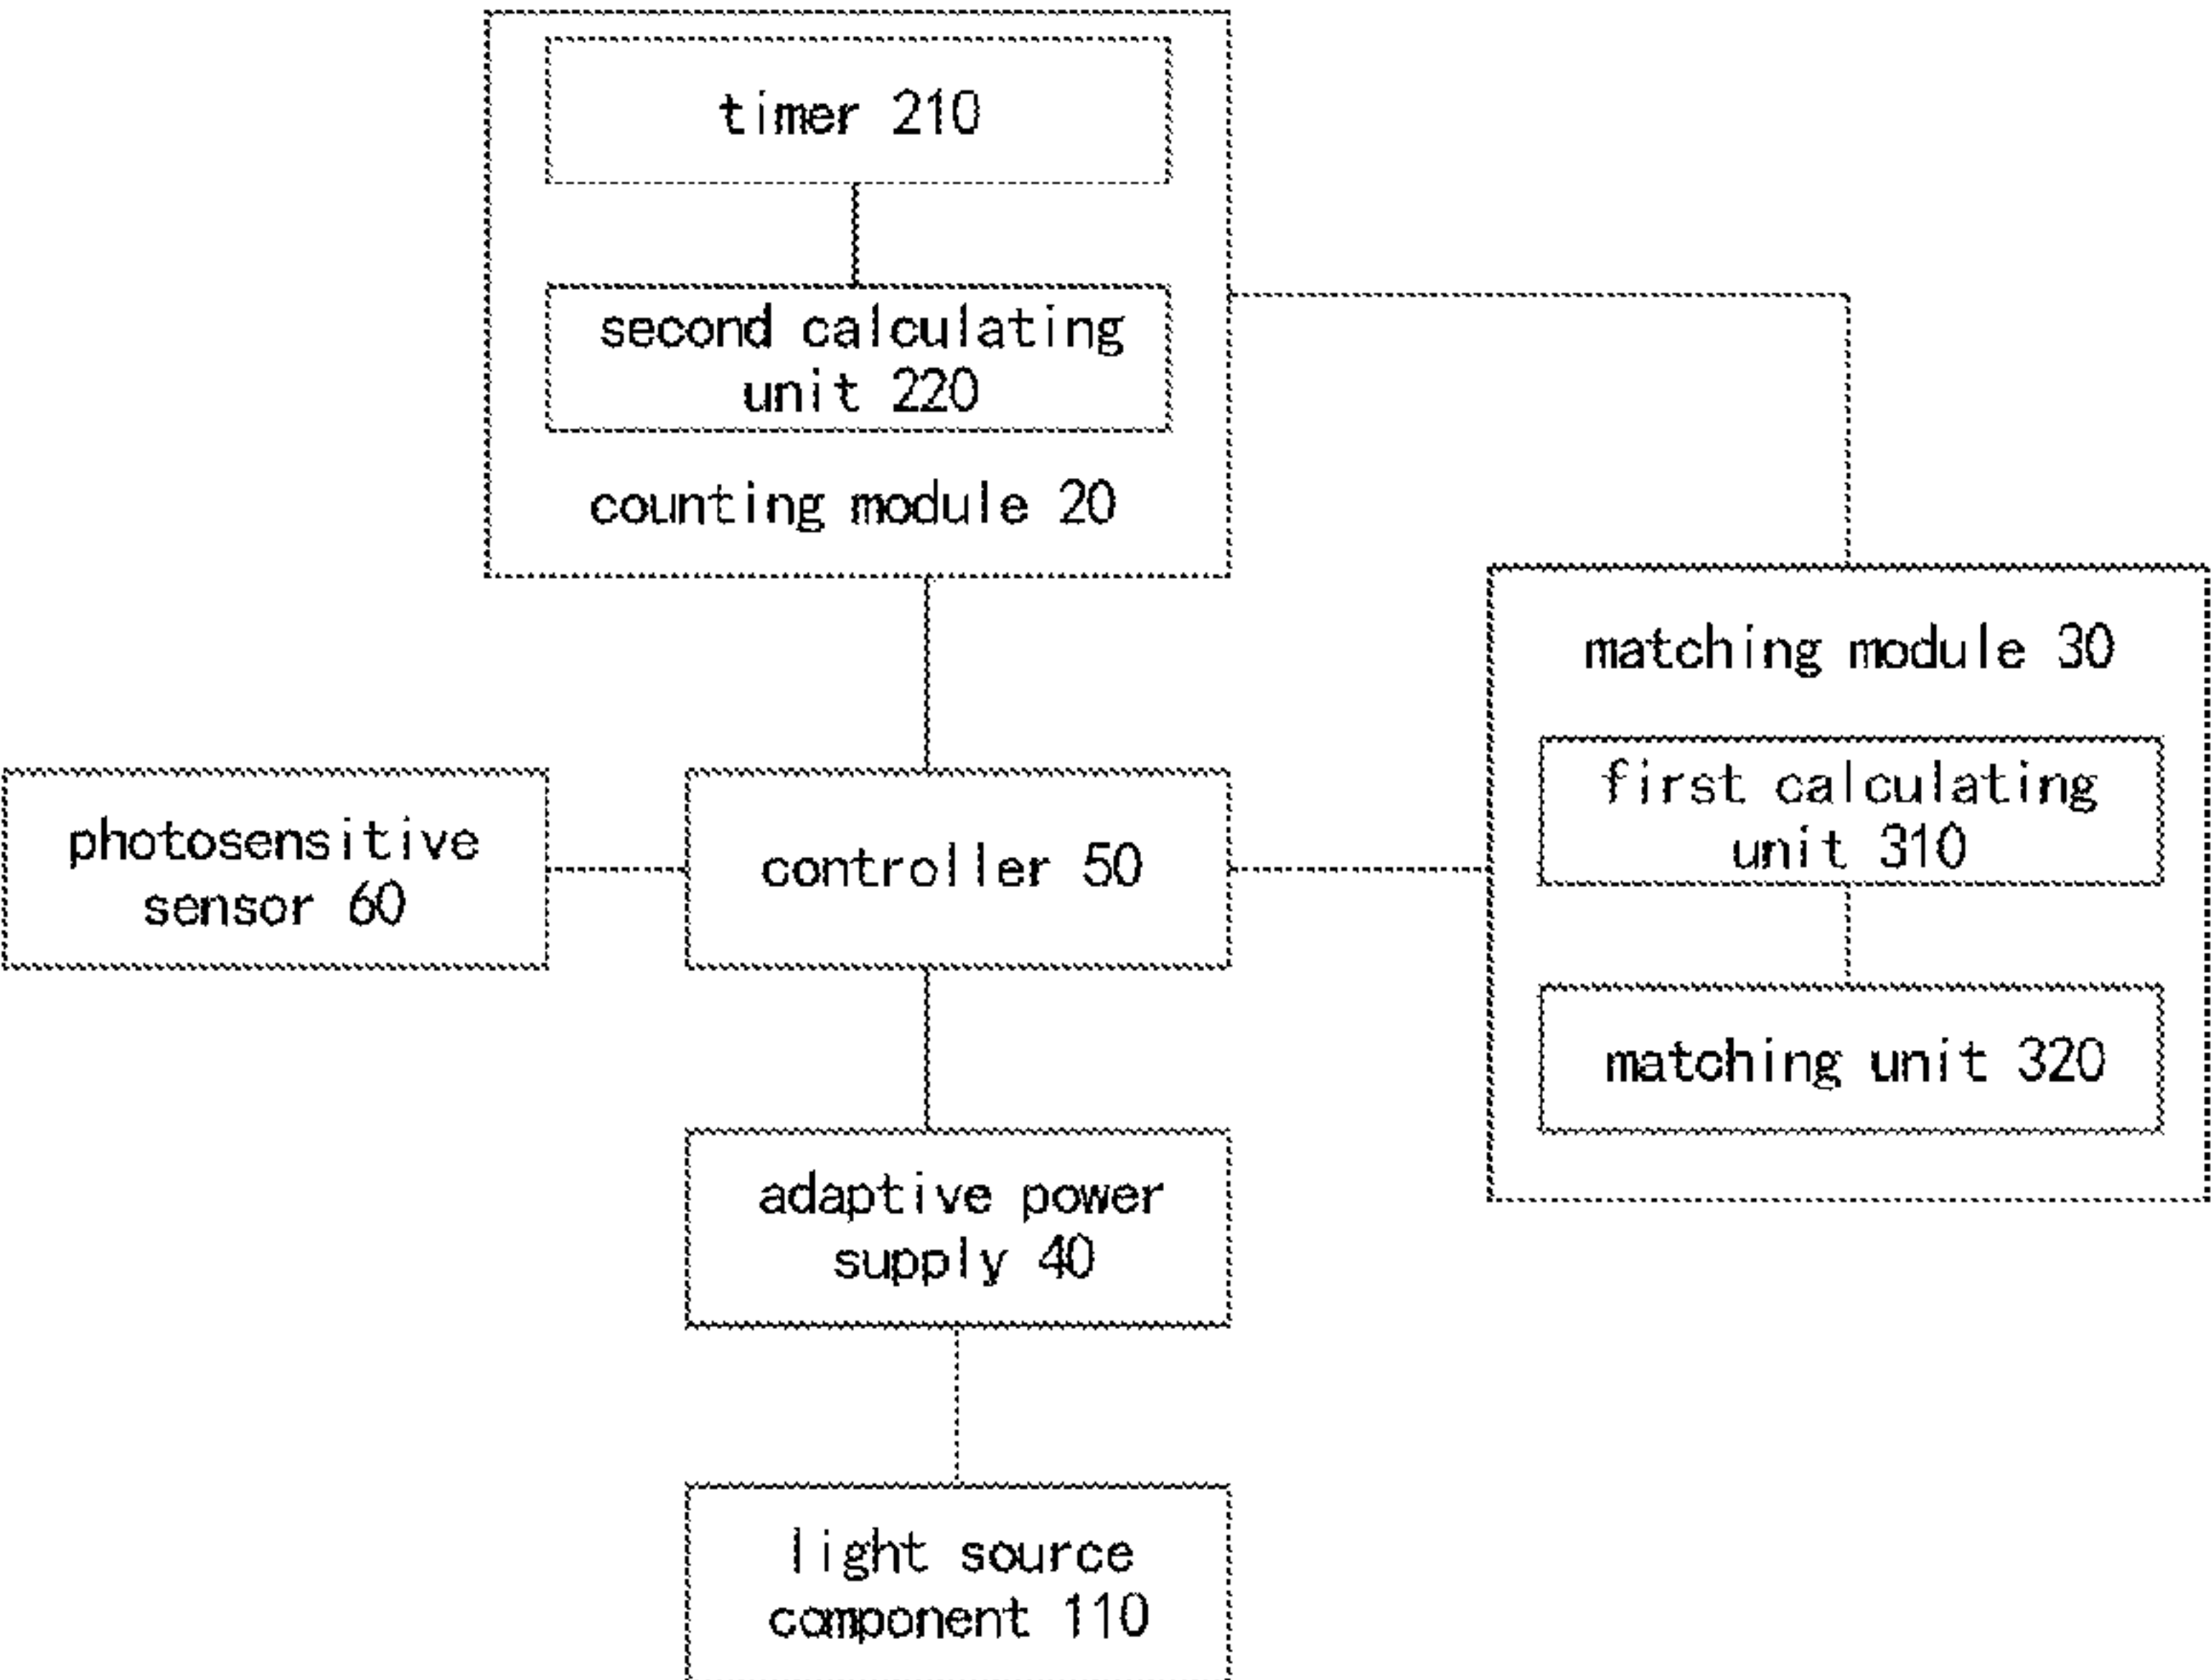 timer 210
second calculating
unit 220
counting module 20
matching module 30
first calculating
unit 310
matching unit 320
photosensitive
sensor 60
controller 50
adaptive power
supply 40
light source
component 110